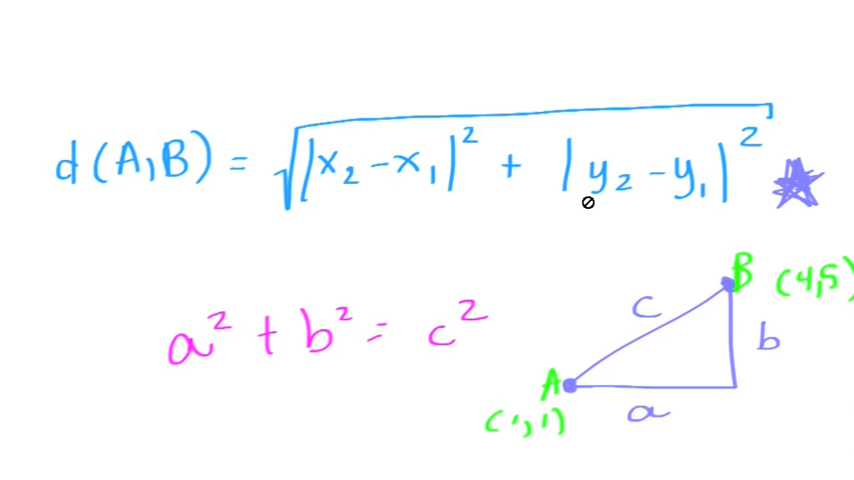 d(A,B) = √|x₂-x₁|² + |y₂-y₁|²
a² + b² = c²
B (4,5)
c
b
A
a
(1,1)